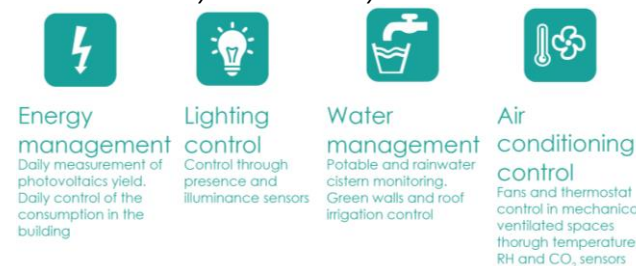 Energy
management
Daily measurement of
photovoltaics yield.
Daily control of the
consumption in the
building
Lighting
control
Control through
presence and
illuminance sensors
Water
management
Potable and rainwater
cistern monitoring.
Green walls and roof
irrigation control
Air
conditioning
control
Fans and thermostat
control in
ventilated spaces
thorugh temperature
RH and CO₂ sensors